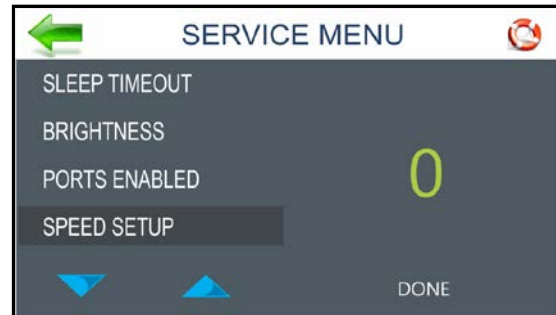 SERVICE MENU
SLEEP TIMEOUT
BRIGHTNESS
PORTS ENABLED
0
SPEED SETUP
DONE